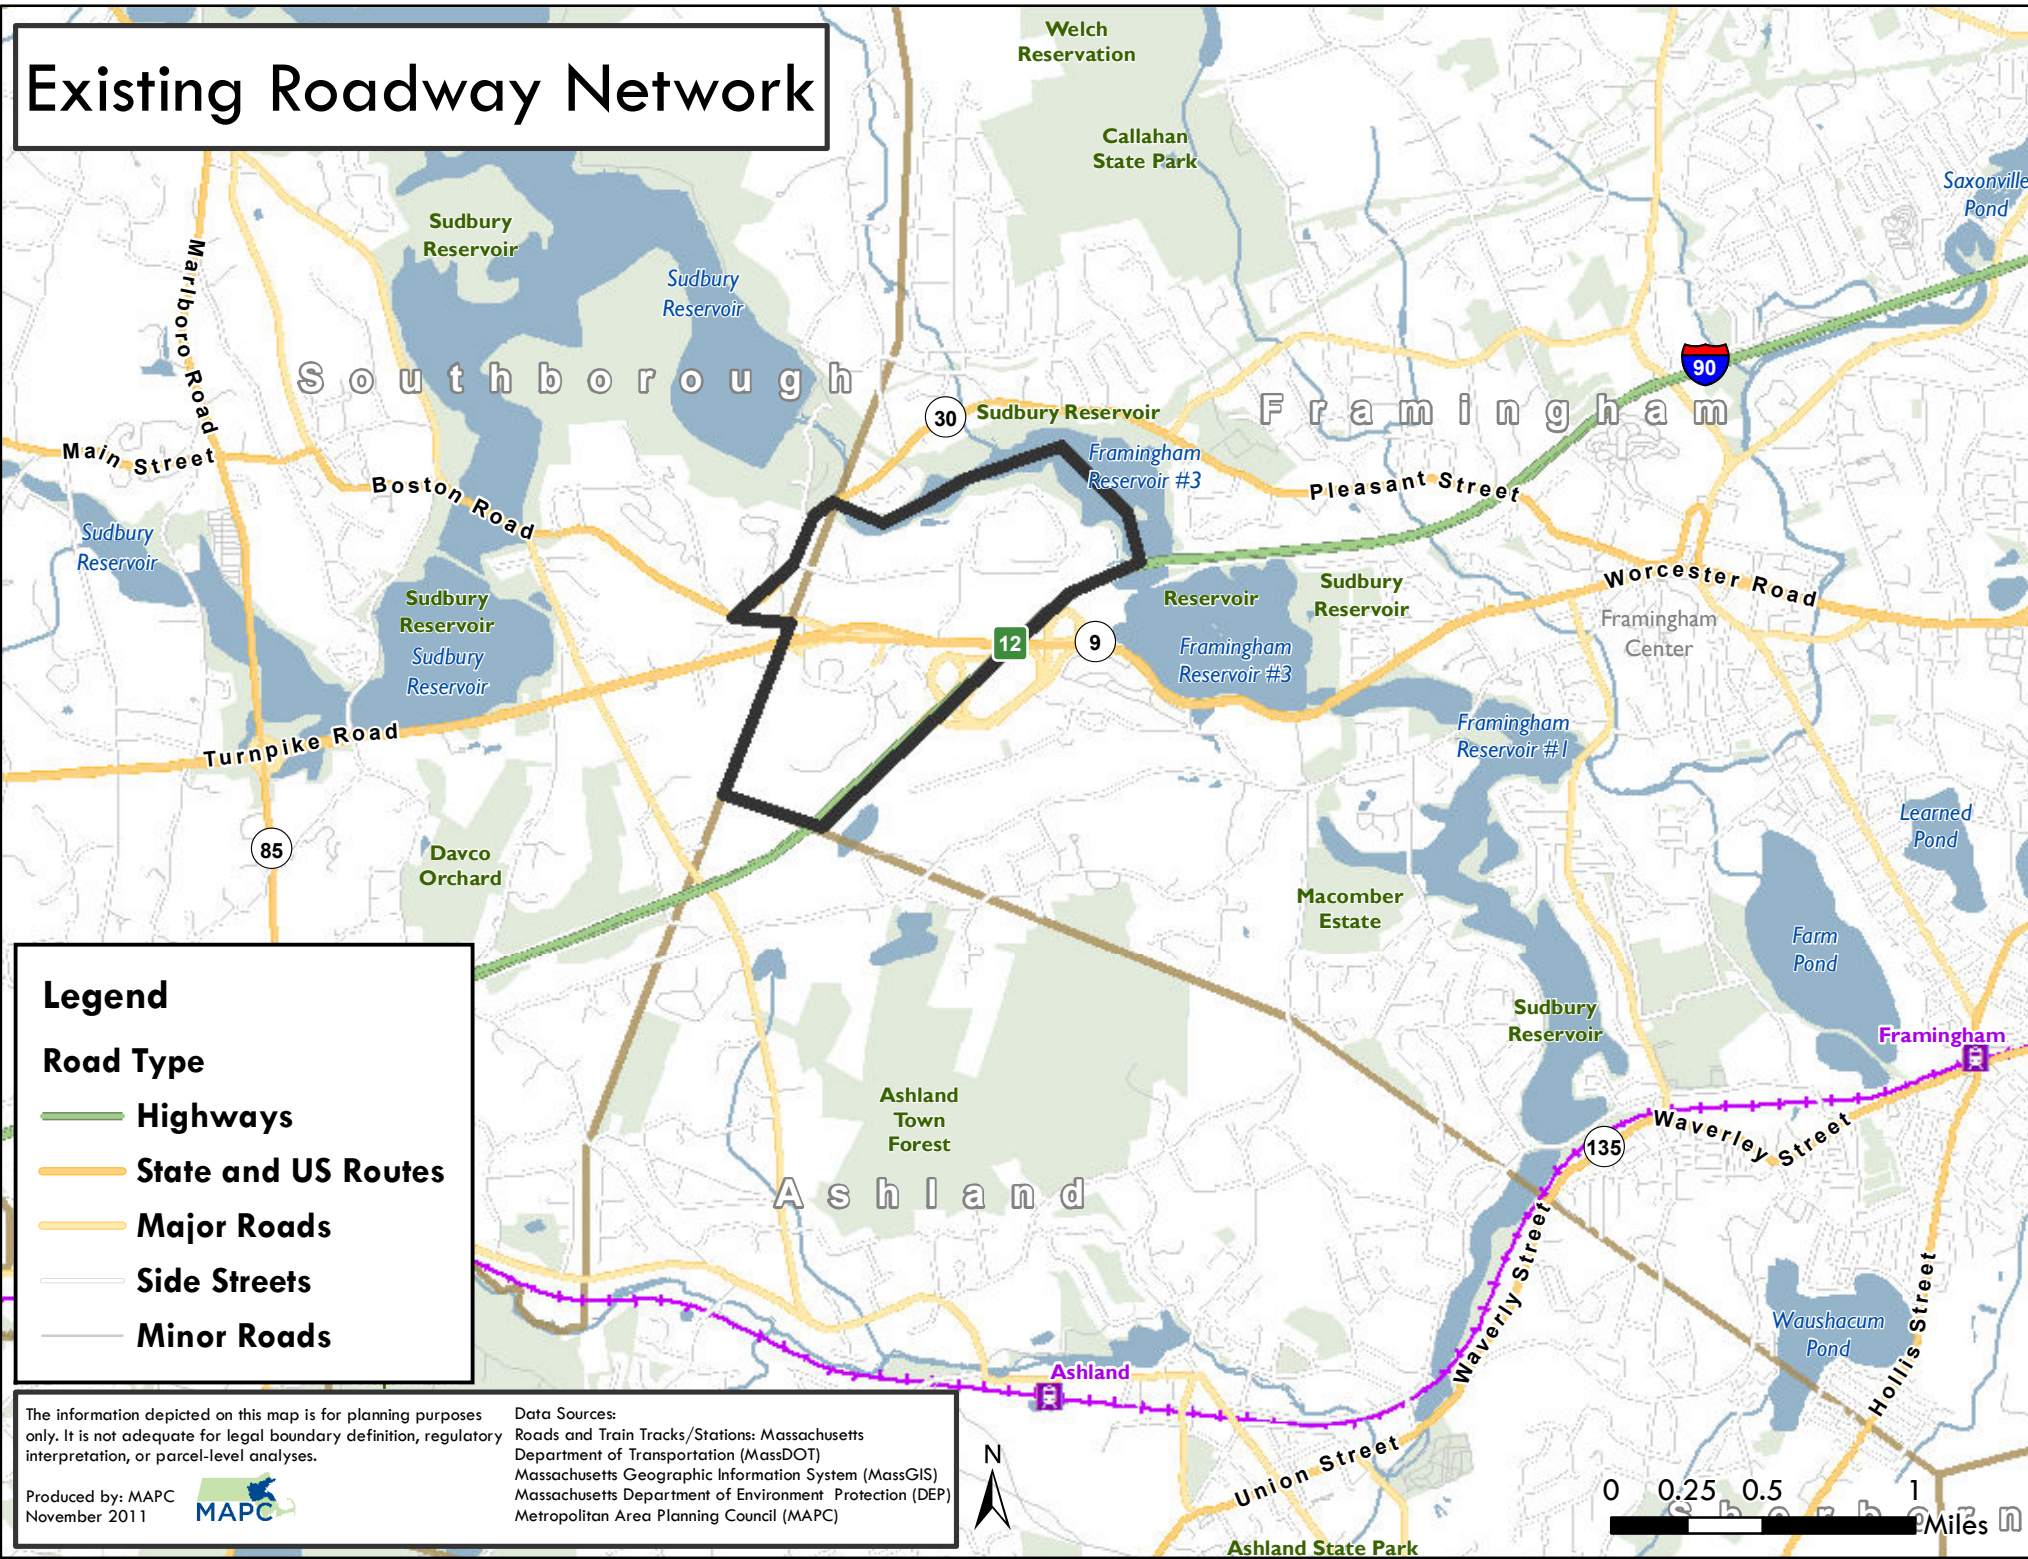 Existing Roadway Network
Welch
Reservation
Callahan
State Park
Saxonville
Pond
Sudbury
Reservoir
Sudbury
Reservoir
Marlboro Road
Southborough
90
30
Sudbury Reservoir
Framingham
Framingham
Reservoir #3
Main Street
Boston Road
Pleasant Street
Sudbury
Reservoir
Sudbury
Reservoir
Sudbury
Reservoir
Reservoir
Sudbury
Reservoir
Worcester Road
Framingham
Center
12
9
Framingham
Reservoir #3
Turnpike Road
Framingham
Reservoir #1
85
Davco
Orchard
Learned
Pond
Macomber
Estate
Farm
Pond
Sudbury
Reservoir
Framingham
Ashland
Town
Forest
Ashland
135
Waverley Street
Waverly Street
Waushacum
Pond
Hollis Street
Ashland
Union Street
Ashland State Park
Sherborn
Legend
Road Type
Highways
State and US Routes
Major Roads
Side Streets
Minor Roads
The information depicted on this map is for planning purposes
only. It is not adequate for legal boundary definition, regulatory
interpretation, or parcel-level analyses.
Produced by: MAPC
November 2011
MAPC
Data Sources:
Roads and Train Tracks/Stations: Massachusetts
Department of Transportation (MassDOT)
Massachusetts Geographic Information System (MassGIS)
Massachusetts Department of Environment Protection (DEP)
Metropolitan Area Planning Council (MAPC)
N
0 0.25 0.5 1
Miles